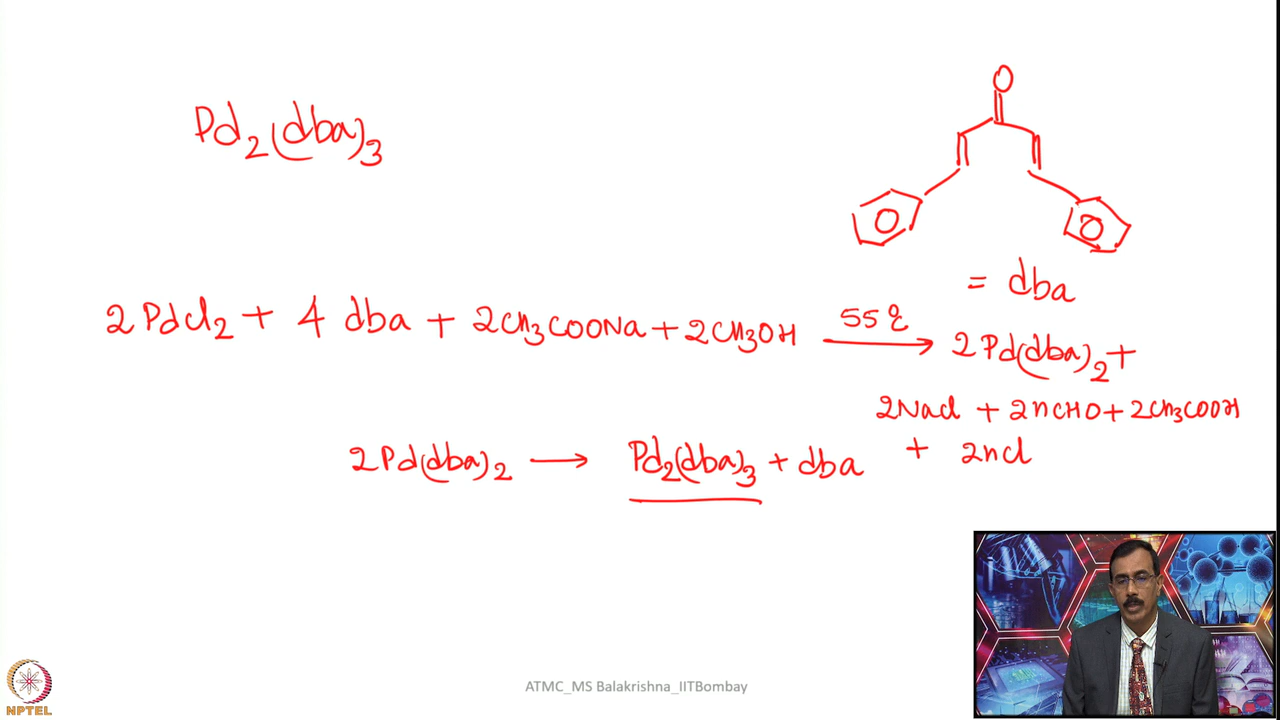 Pd₂(dba)₃
O
= dba
2PdCl₂ + 4 dba + 2CH₃COONa + 2CH₃OH 55℃ → 2Pd(dba)₂ +
2NaCl + 2HCHO + 2CH₃COOH
+ 2HCl
2Pd(dba)₂ → Pd₂(dba)₃ + dba
ATMC_MS Balakrishna_IITBombay
NPTEL